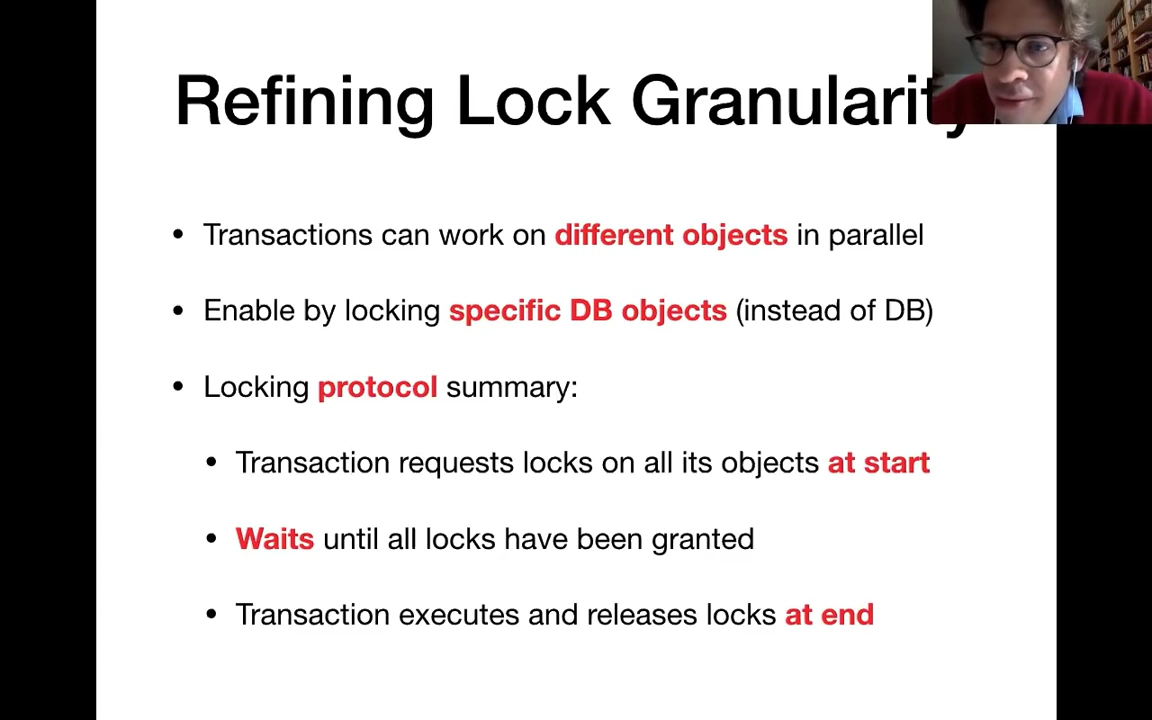 Refining Lock Granularity
• Transactions can work on different objects in parallel
• Enable by locking specific DB objects (instead of DB)
• Locking protocol summary:
• Transaction requests locks on all its objects at start
• Waits until all locks have been granted
• Transaction executes and releases locks at end